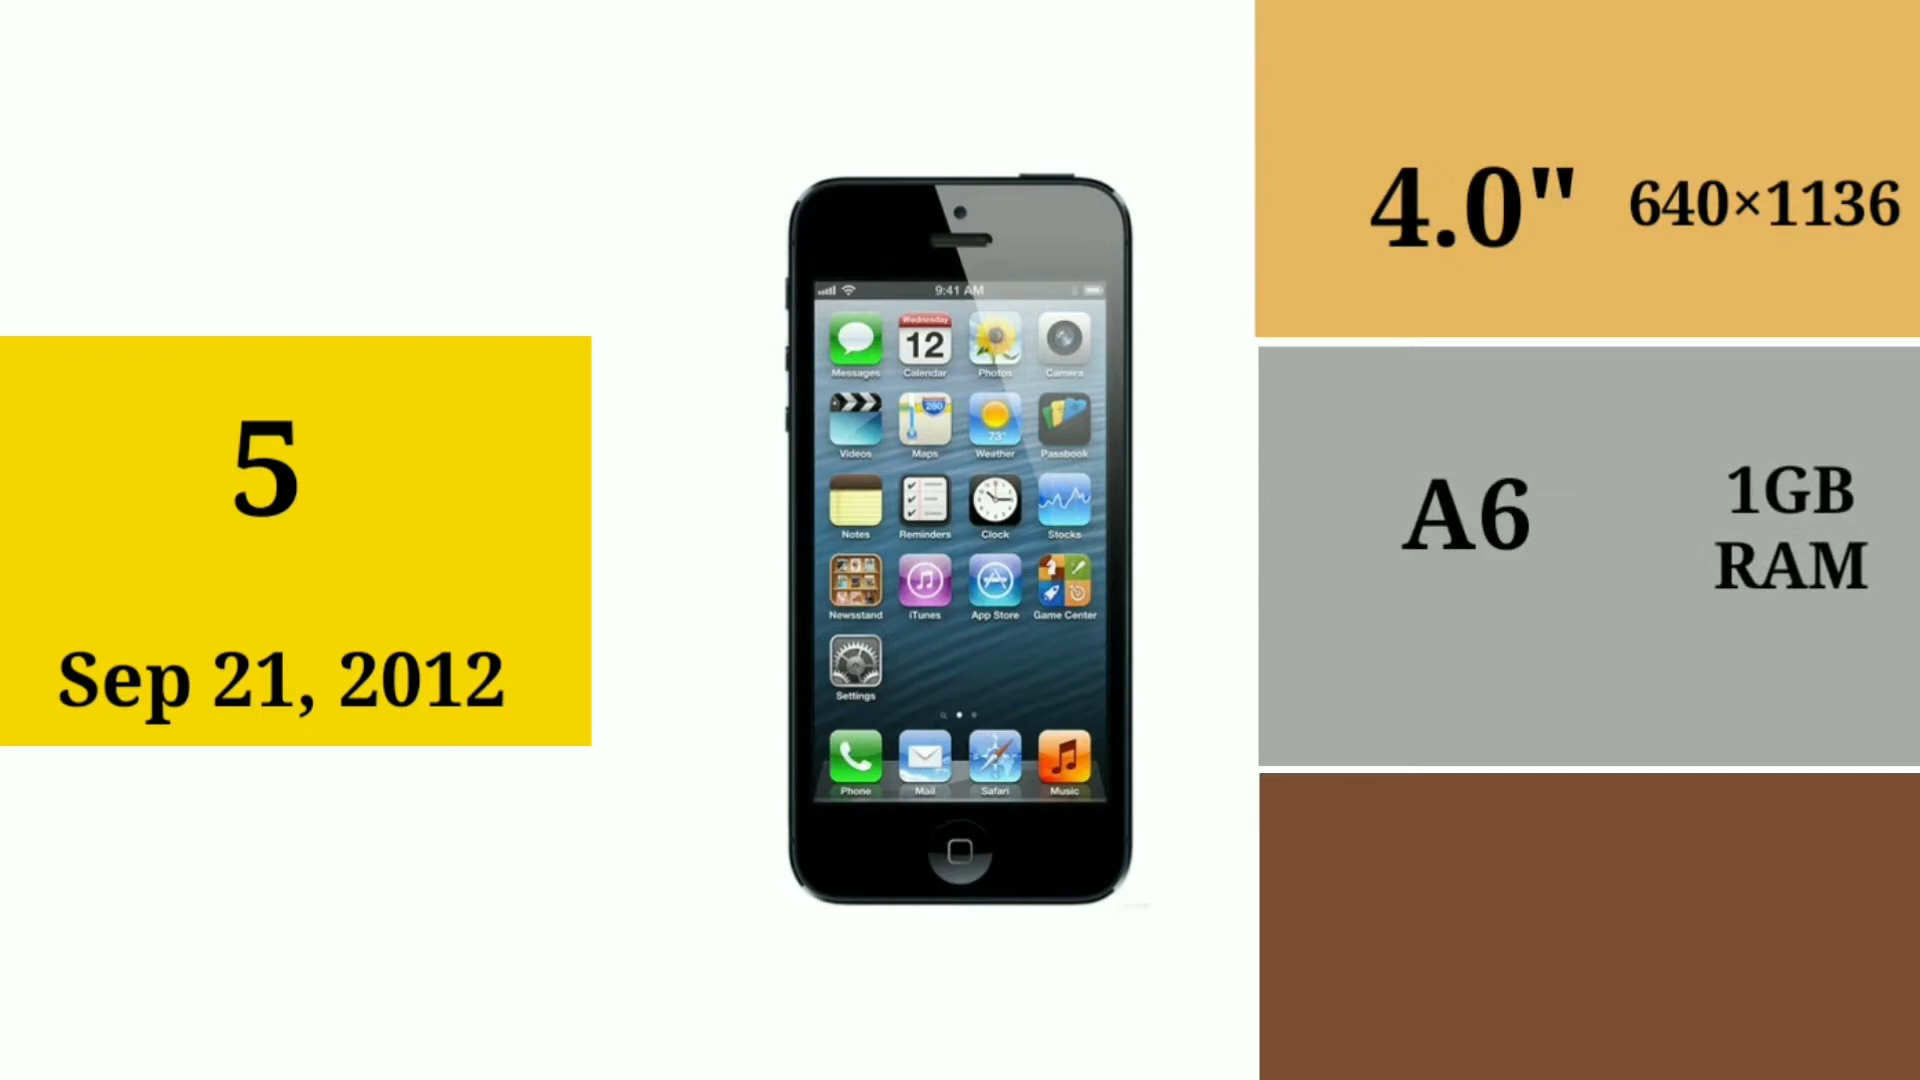 5
Sep 21, 2012
9:41 AM
Wednesday
12
Messages Calendar Photos Camera
280
73°
Videos Maps Weather Passbook
Notes Reminders Clock Stocks
Newsstand iTunes App Store Game Center
Settings
Phone Mail Safari Music
4.0" 640×1136
A6
1GB
RAM